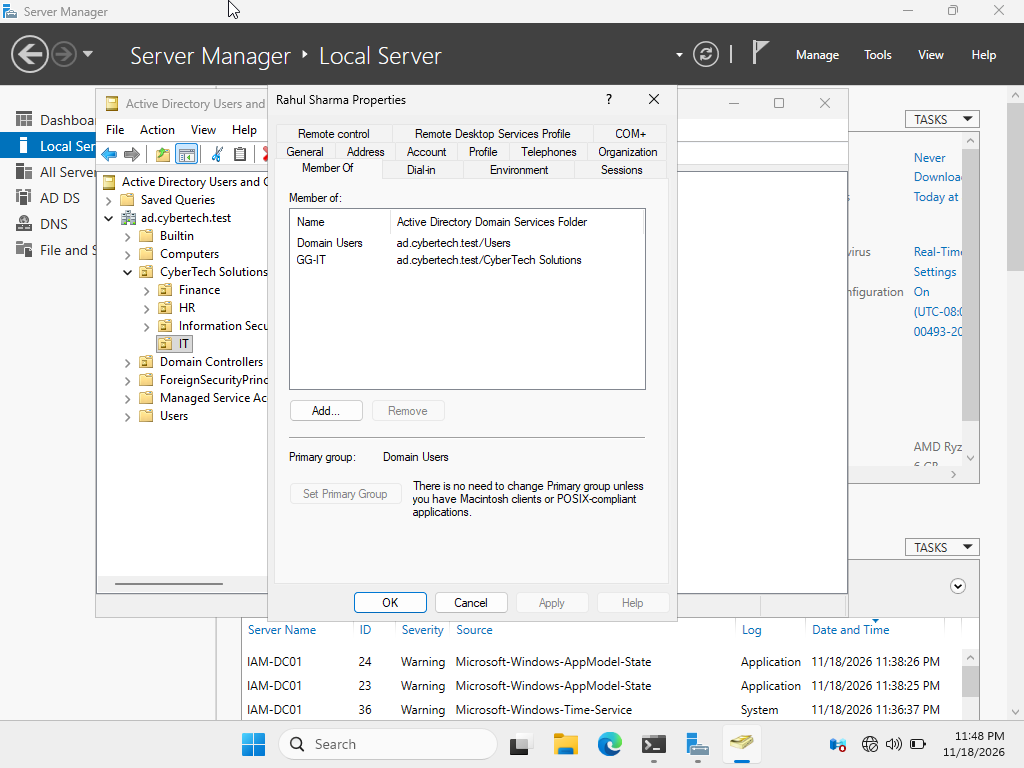 Server Manager
Server Manager ‣ Local Server
Manage Tools View Help
Dashboa
Local Ser
All Server
AD DS
DNS
File and S
Active Directory Users and
File Action View Help
Active Directory Users and C
Saved Queries
ad.cybertech.test
Builtin
Computers
CyberTech Solutions
Finance
HR
Information Secu
IT
Domain Controllers
ForeignSecurityPrinc
Managed Service Ac
Users
Rahul Sharma Properties
?
Remote control Remote Desktop Services Profile COM+
General Address Account Profile Telephones Organization
Member Of Dial-in Environment Sessions
Member of:
Name Active Directory Domain Services Folder
Domain Users ad.cybertech.test/Users
GG-IT ad.cybertech.test/CyberTech Solutions
Add... Remove
Primary group: Domain Users
Set Primary Group
There is no need to change Primary group unless
you have Macintosh clients or POSIX-compliant
applications.
OK Cancel Apply Help
TASKS
Never
Downloa
Today at
virus Real-Time
Settings
nfiguration On
(UTC-08:0
00493-20
AMD Ryz
TASKS
Server Name ID Severity Source Log Date and Time
IAM-DC01 24 Warning Microsoft-Windows-AppModel-State Application 11/18/2026 11:38:26 PM
IAM-DC01 23 Warning Microsoft-Windows-AppModel-State Application 11/18/2026 11:38:25 PM
IAM-DC01 36 Warning Microsoft-Windows-Time-Service System 11/18/2026 11:36:37 PM
Search
11:48 PM
11/18/2026